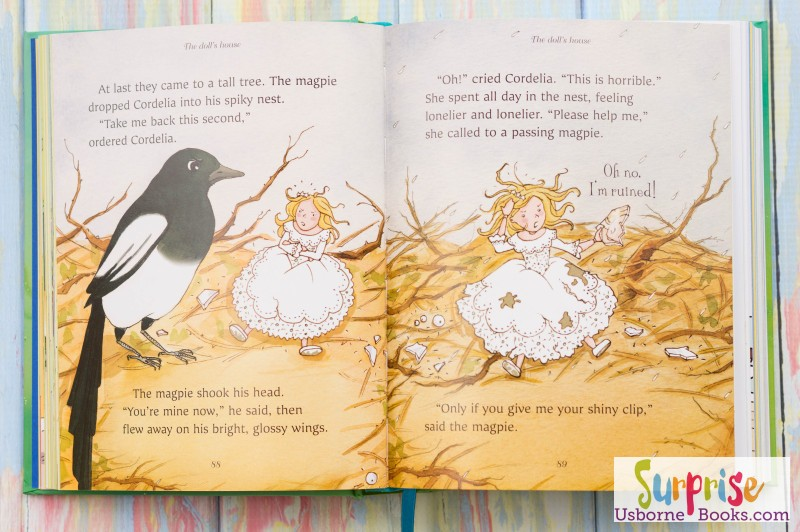 The doll's house
At last they came to a tall tree. The magpie
dropped Cordelia into his spiky nest.
“Take me back this second,”
ordered Cordelia.
The magpie shook his head.
“You're mine now,” he said, then
flew away on his bright, glossy wings.
88
The doll's house
“Oh!” cried Cordelia. “This is horrible.”
She spent all day in the nest, feeling
lonelier and lonelier. “Please help me,”
she called to a passing magpie.
Oh no,
I'm ruined!
“Only if you give me your shiny clip,”
said the magpie.
89
Surprise
Usborne Books.com